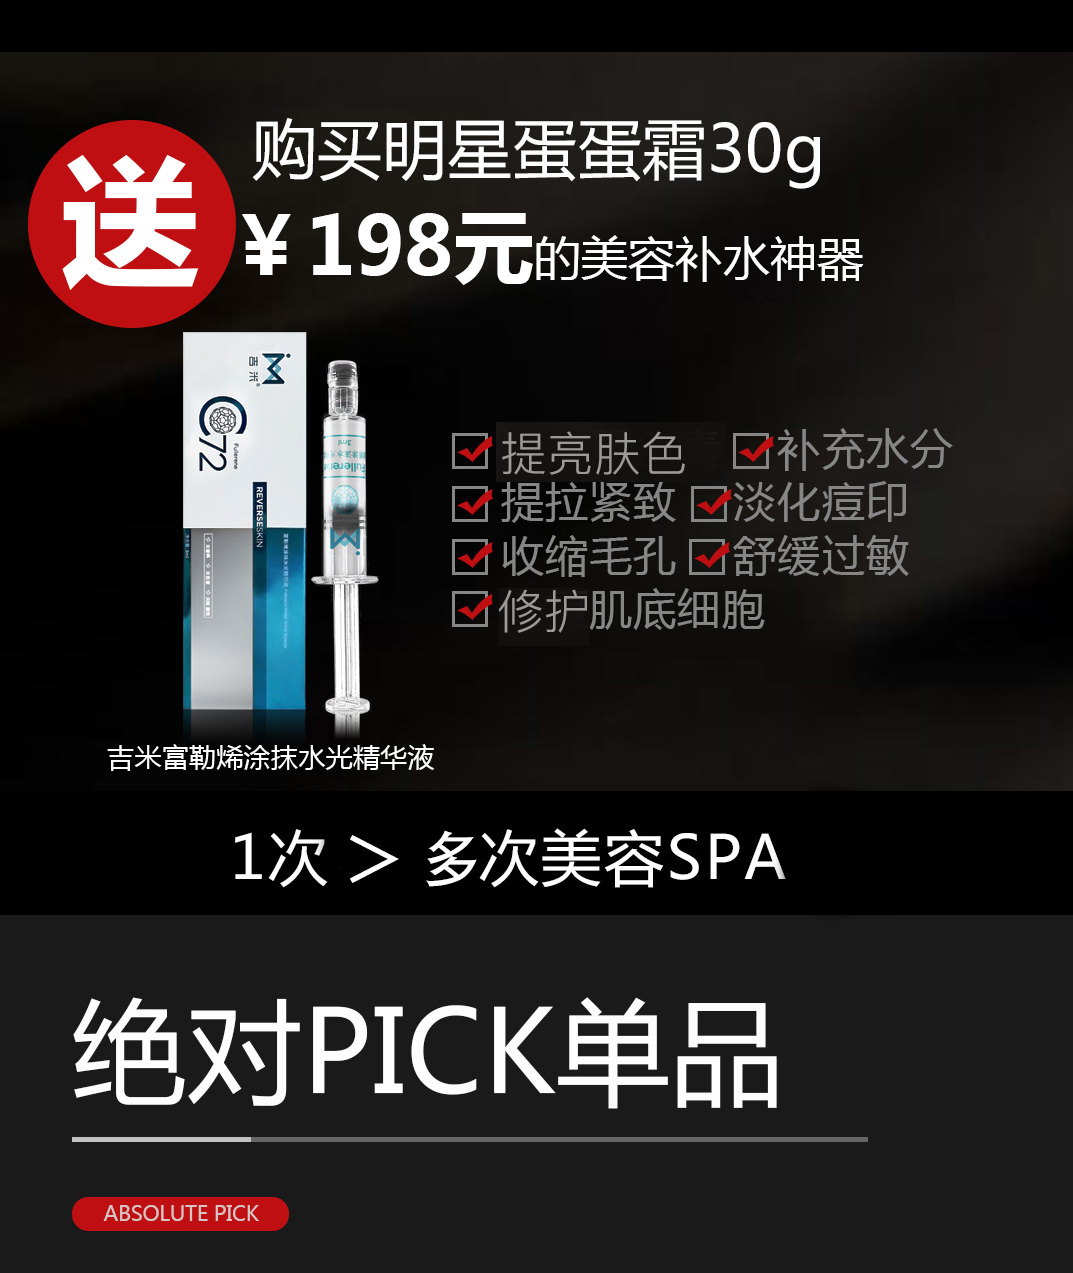 送
购买明星蛋蛋霜30g
￥198元的美容补水神器
吉米
C72
Fullerene
REVERSESKIN
3ml
Fullerene
提亮肤色 补充水分
提拉紧致 淡化痘印
收缩毛孔 舒缓过敏
修护肌底细胞
吉米富勒烯涂抹水光精华液
1次 > 多次美容SPA
绝对PICK单品
ABSOLUTE PICK